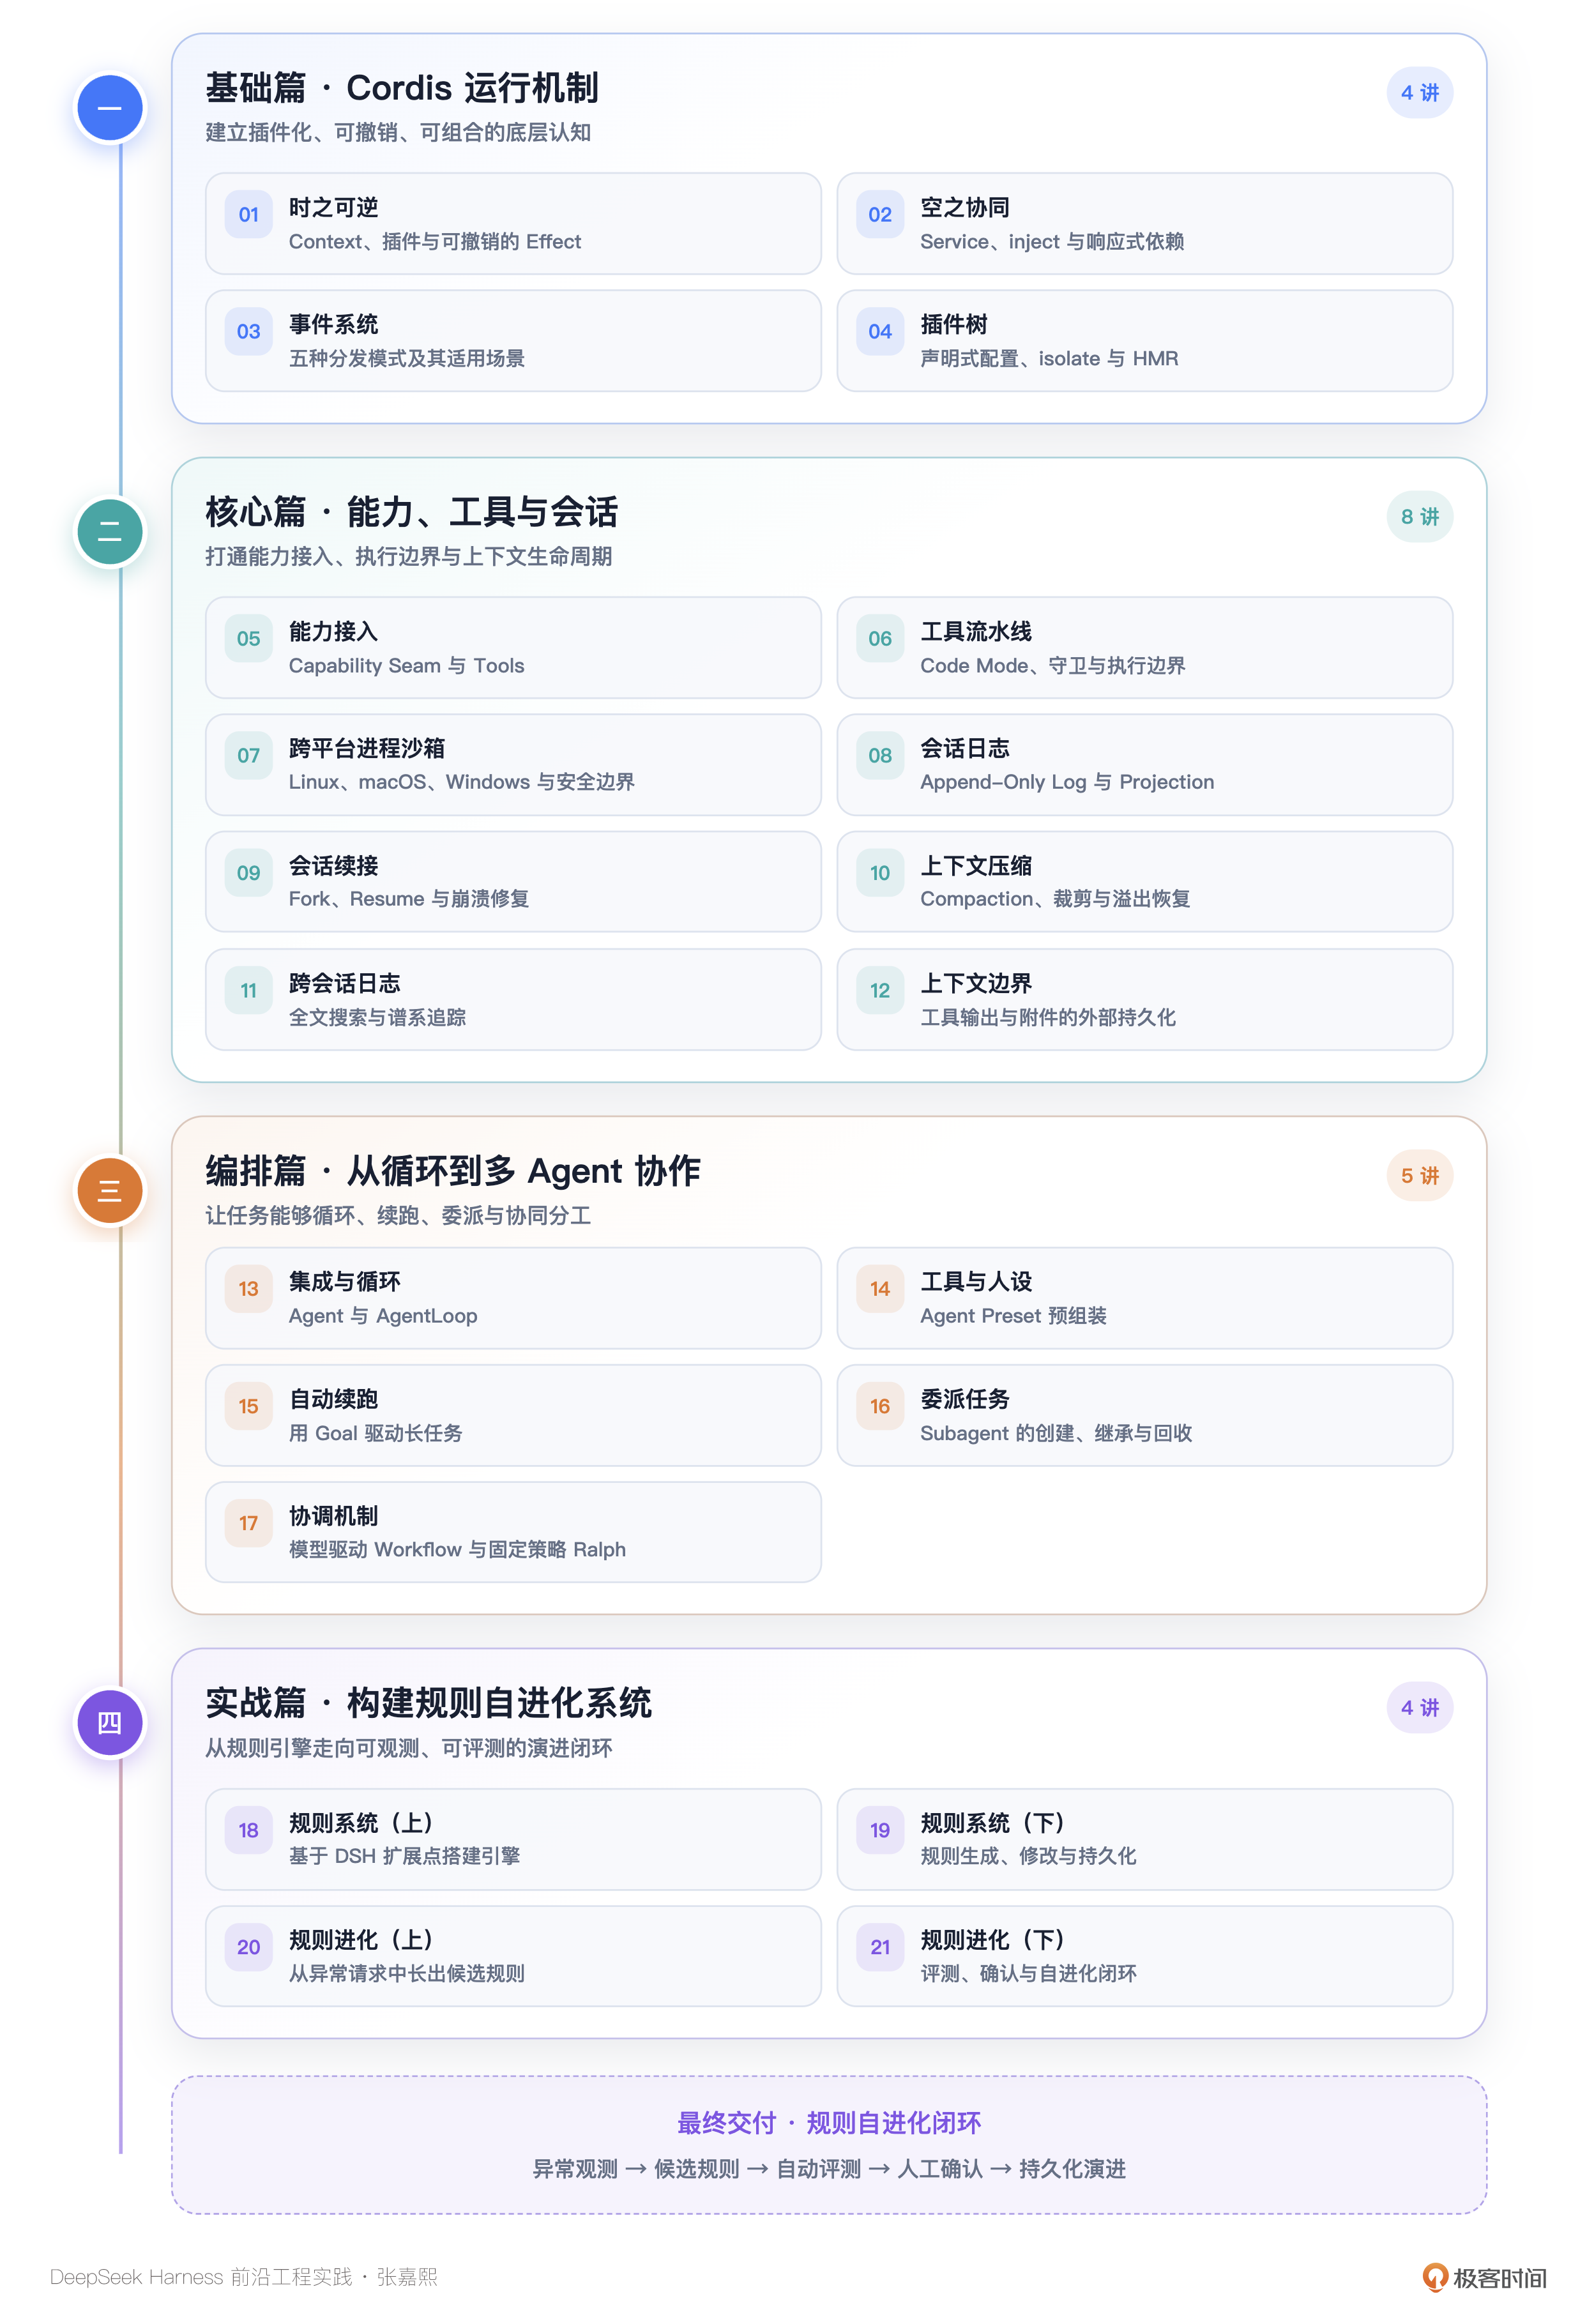 一
基础篇 · Cordis 运行机制
4 讲
建立插件化、可撤销、可组合的底层认知
01
时之可逆
Context、插件与可撤销的 Effect
02
空之协同
Service、inject 与响应式依赖
03
事件系统
五种分发模式及其适用场景
04
插件树
声明式配置、isolate 与 HMR
二
核心篇 · 能力、工具与会话
8 讲
打通能力接入、执行边界与上下文生命周期
05
能力接入
Capability Seam 与 Tools
06
工具流水线
Code Mode、守卫与执行边界
07
跨平台进程沙箱
Linux、macOS、Windows 与安全边界
08
会话日志
Append-Only Log 与 Projection
09
会话续接
Fork、Resume 与崩溃修复
10
上下文压缩
Compaction、裁剪与溢出恢复
11
跨会话日志
全文搜索与谱系追踪
12
上下文边界
工具输出与附件的外部持久化
三
编排篇 · 从循环到多 Agent 协作
5 讲
让任务能够循环、续跑、委派与协同分工
13
集成与循环
Agent 与 AgentLoop
14
工具与人设
Agent Preset 预组装
15
自动续跑
用 Goal 驱动长任务
16
委派任务
Subagent 的创建、继承与回收
17
协调机制
模型驱动 Workflow 与固定策略 Ralph
四
实战篇 · 构建规则自进化系统
4 讲
从规则引擎走向可观测、可评测的演进闭环
18
规则系统（上）
基于 DSH 扩展点搭建引擎
19
规则系统（下）
规则生成、修改与持久化
20
规则进化（上）
从异常请求中长出候选规则
21
规则进化（下）
评测、确认与自进化闭环
最终交付 · 规则自进化闭环
异常观测 → 候选规则 → 自动评测 → 人工确认 → 持久化演进
DeepSeek Harness 前沿工程实践 · 张嘉熙
极客时间